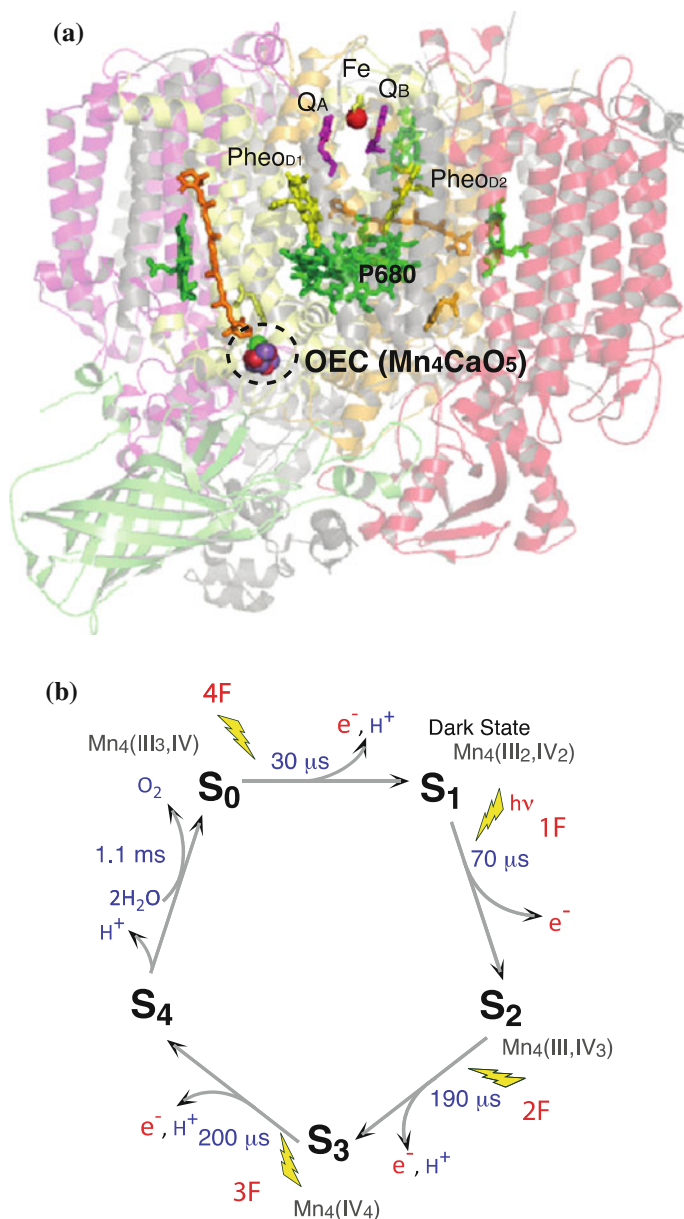 (a)
Fe
QA QB
PheoD1
PheoD2
P680
OEC (Mn4CaO5)
(b)
4F
e-, H+
Dark State
Mn4(III3,IV)
Mn4(III2,IV2)
30 μs
O2
S0
S1
hν
1F
70 μs
1.1 ms
2H2O
H+
e-
S4
S2
Mn4(III,IV3)
190 μs
2F
e-, H+
200 μs
S3
e-, H+
3F
Mn4(IV4)